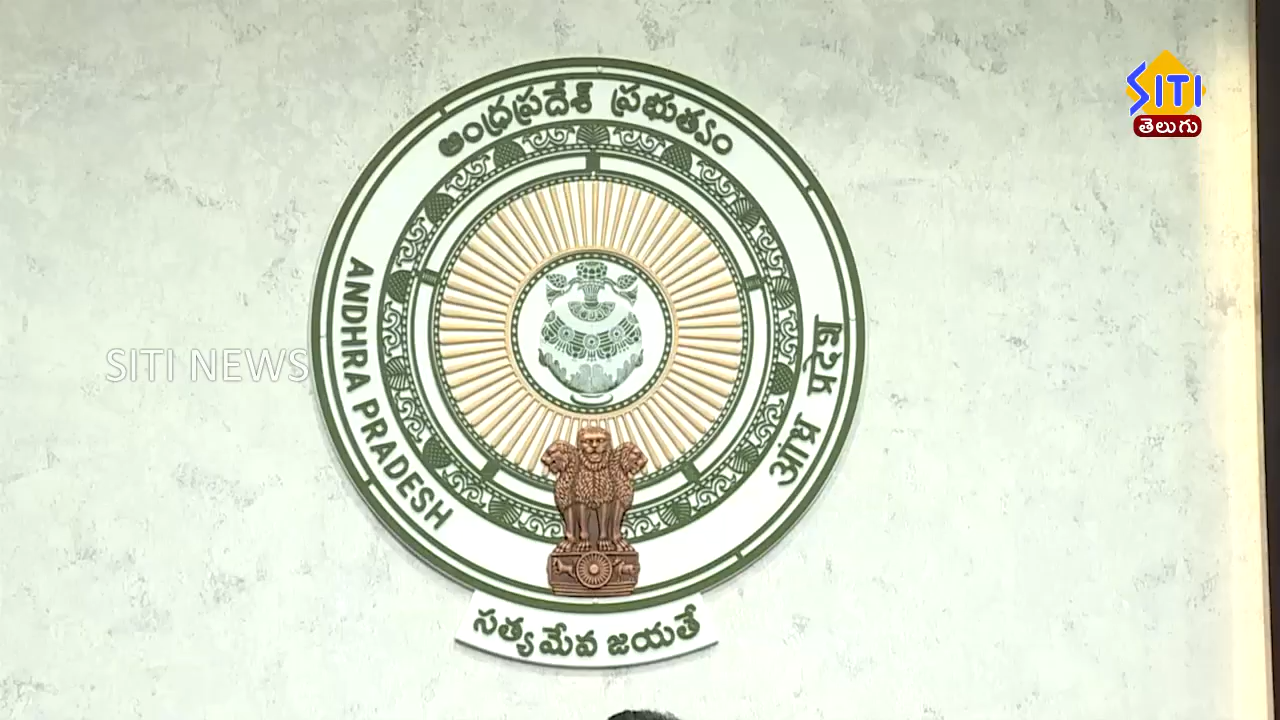 SITI
తెలుగు
ఆంధ్రప్రదేశ్ ప్రభుత్వం
ANDHRA PRADESH
आंध्र प्रदेश
SITI NEWS
సత్యమేవ జయతే